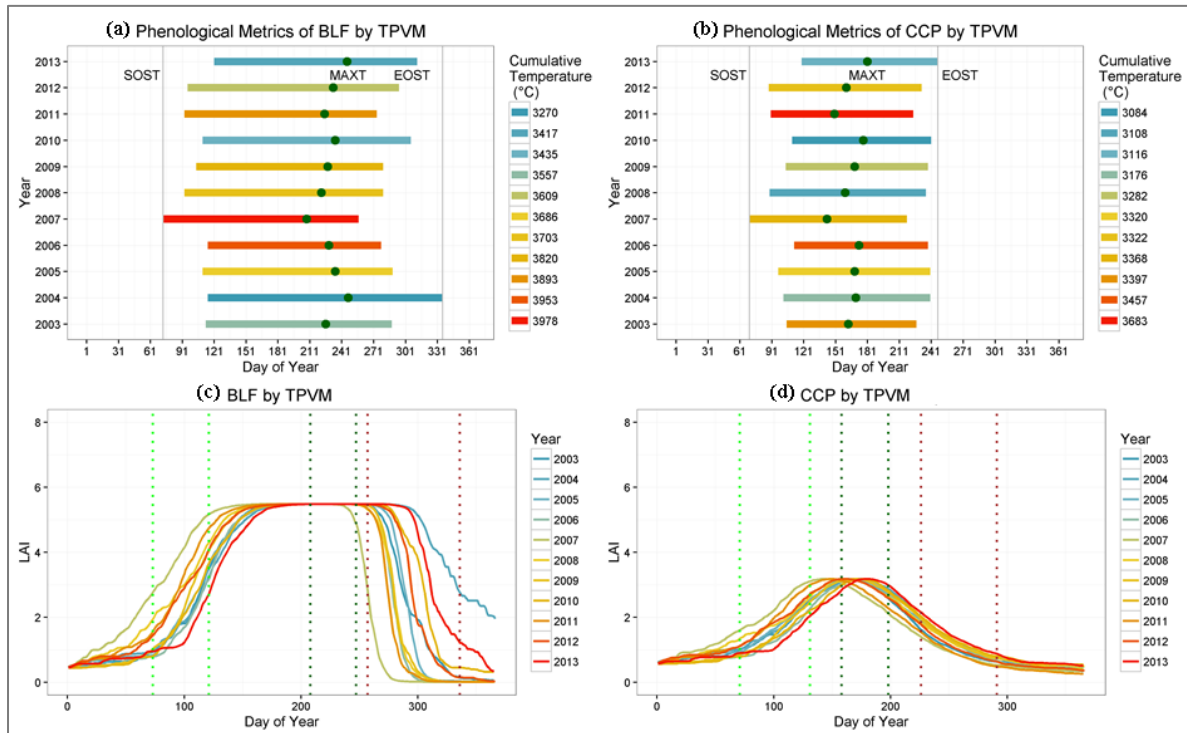 (a) Phenological Metrics of BLF by TPVM
SOST
MAXT
EOST
Year
2013
2012
2011
2010
2009
2008
2007
2006
2005
2004
2003
1 31 61 91 121 151 181 211 241 271 301 331 361
Day of Year
Cumulative
Temperature
(°C)
3270
3417
3435
3557
3609
3686
3703
3820
3893
3953
3978
(b) Phenological Metrics of CCP by TPVM
SOST
MAXT
EOST
Year
2013
2012
2011
2010
2009
2008
2007
2006
2005
2004
2003
1 31 61 91 121 151 181 211 241 271 301 331 361
Day of Year
Cumulative
Temperature
(°C)
3084
3108
3116
3176
3282
3320
3322
3368
3397
3457
3683
(c) BLF by TPVM
LAI
8
6
4
2
0
0 100 200 300
Day of Year
Year
2003
2004
2005
2006
2007
2008
2009
2010
2011
2012
2013
(d) CCP by TPVM
LAI
8
6
4
2
0
0 100 200 300
Day of Year
Year
2003
2004
2005
2006
2007
2008
2009
2010
2011
2012
2013